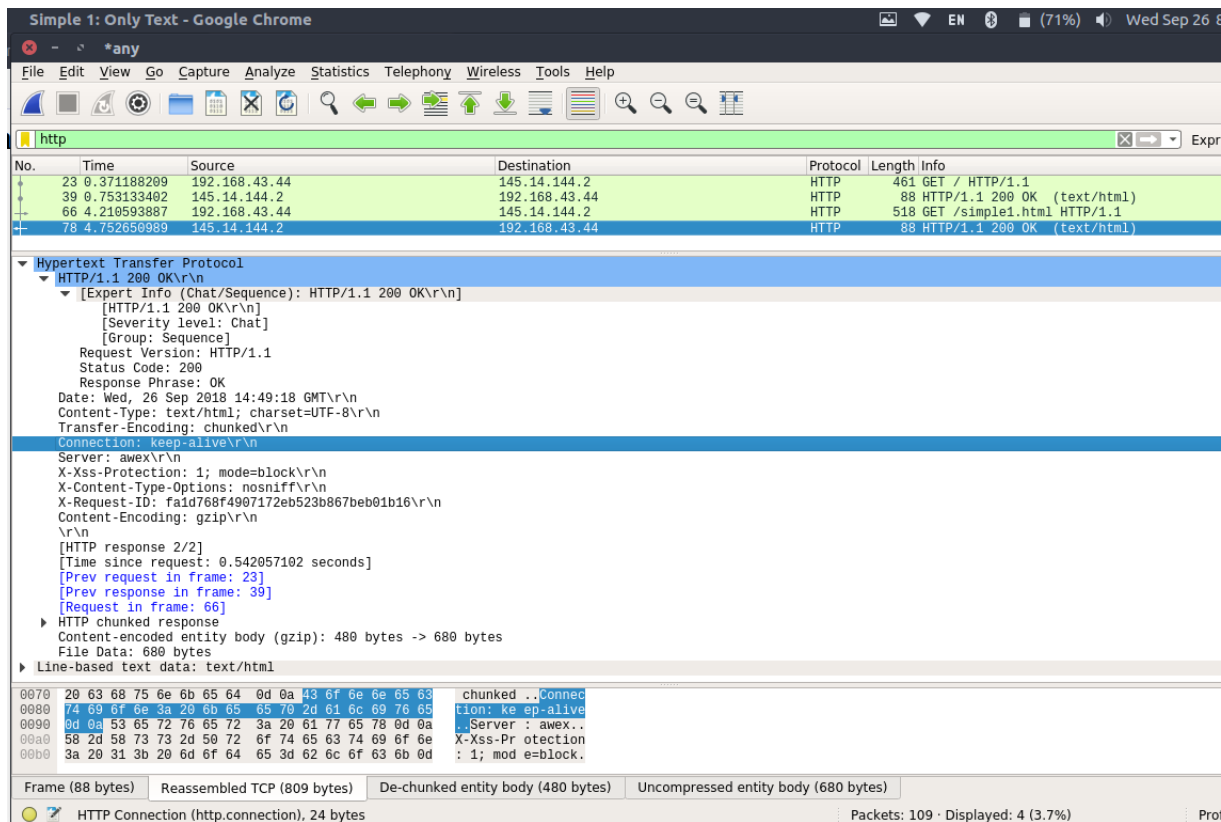 Simple 1: Only Text - Google Chrome EN (71%) Wed Sep 26 8
*any
File Edit View Go Capture Analyze Statistics Telephony Wireless Tools Help
http Expr
No. Time Source Destination Protocol Length Info
23 0.371188209 192.168.43.44 145.14.144.2 HTTP 461 GET / HTTP/1.1
39 0.753133402 145.14.144.2 192.168.43.44 HTTP 88 HTTP/1.1 200 OK (text/html)
66 4.210593887 192.168.43.44 145.14.144.2 HTTP 518 GET /simple1.html HTTP/1.1
78 4.752650989 145.14.144.2 192.168.43.44 HTTP 88 HTTP/1.1 200 OK (text/html)
Hypertext Transfer Protocol
HTTP/1.1 200 OK\r\n
[Expert Info (Chat/Sequence): HTTP/1.1 200 OK\r\n]
[HTTP/1.1 200 OK\r\n]
[Severity level: Chat]
[Group: Sequence]
Request Version: HTTP/1.1
Status Code: 200
Response Phrase: OK
Date: Wed, 26 Sep 2018 14:49:18 GMT\r\n
Content-Type: text/html; charset=UTF-8\r\n
Transfer-Encoding: chunked\r\n
Connection: keep-alive\r\n
Server: awex\r\n
X-Xss-Protection: 1; mode=block\r\n
X-Content-Type-Options: nosniff\r\n
X-Request-ID: fa1d768f4907172eb523b867beb01b16\r\n
Content-Encoding: gzip\r\n
\r\n
[HTTP response 2/2]
[Time since request: 0.542057102 seconds]
[Prev request in frame: 23]
[Prev response in frame: 39]
[Request in frame: 66]
HTTP chunked response
Content-encoded entity body (gzip): 480 bytes -> 680 bytes
File Data: 680 bytes
Line-based text data: text/html
0070 20 63 68 75 6e 6b 65 64 0d 0a 43 6f 6e 6e 65 63 chunked ..Connec
0080 74 69 6f 6e 3a 20 6b 65 65 70 2d 61 6c 69 76 65 tion: ke ep-alive
0090 0d 0a 53 65 72 76 65 72 3a 20 61 77 65 78 0d 0a ..Server : awex..
00a0 58 2d 58 73 73 2d 50 72 6f 74 65 63 74 69 6f 6e X-Xss-Pr otection
00b0 3a 20 31 3b 20 6d 6f 64 65 3d 62 6c 6f 63 6b 0d : 1; mod e=block.
Frame (88 bytes) Reassembled TCP (809 bytes) De-chunked entity body (480 bytes) Uncompressed entity body (680 bytes)
HTTP Connection (http.connection), 24 bytes Packets: 109 · Displayed: 4 (3.7%) Prof